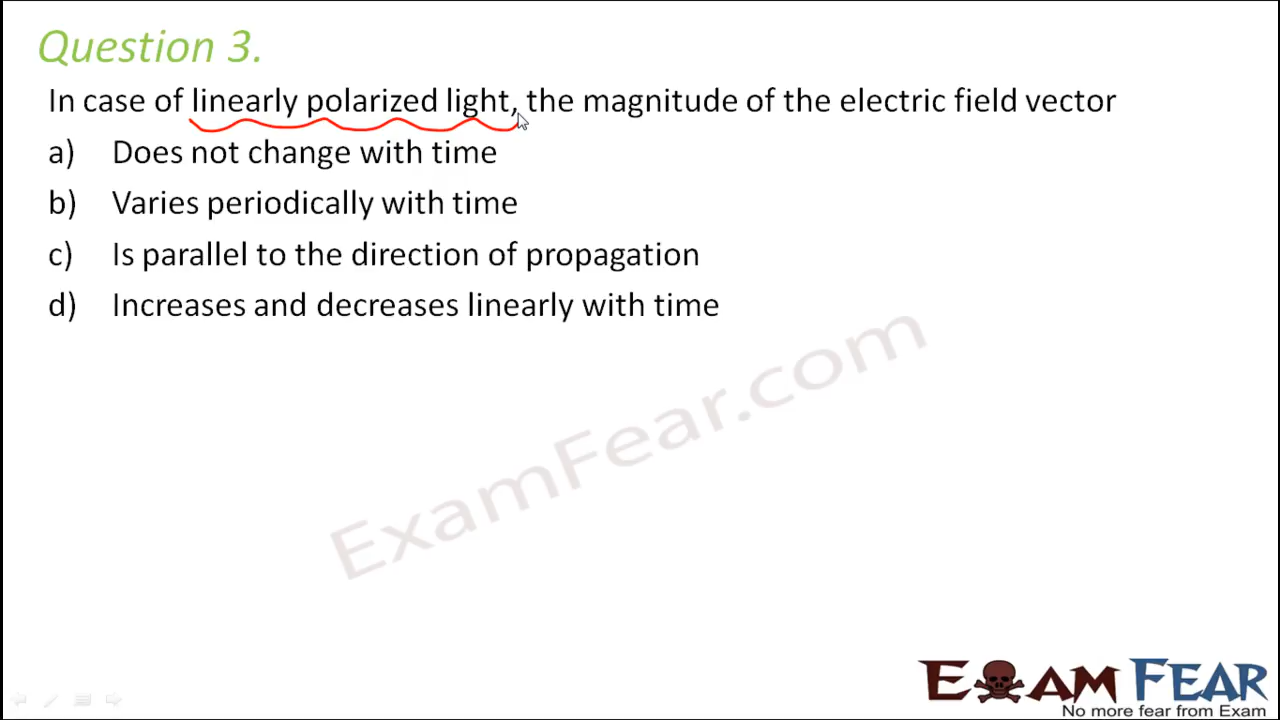 Question 3.
In case of linearly polarized light, the magnitude of the electric field vector
a) Does not change with time
b) Varies periodically with time
c) Is parallel to the direction of propagation
d) Increases and decreases linearly with time
ExamFear.com
EXAM FEAR
No more fear from Exam